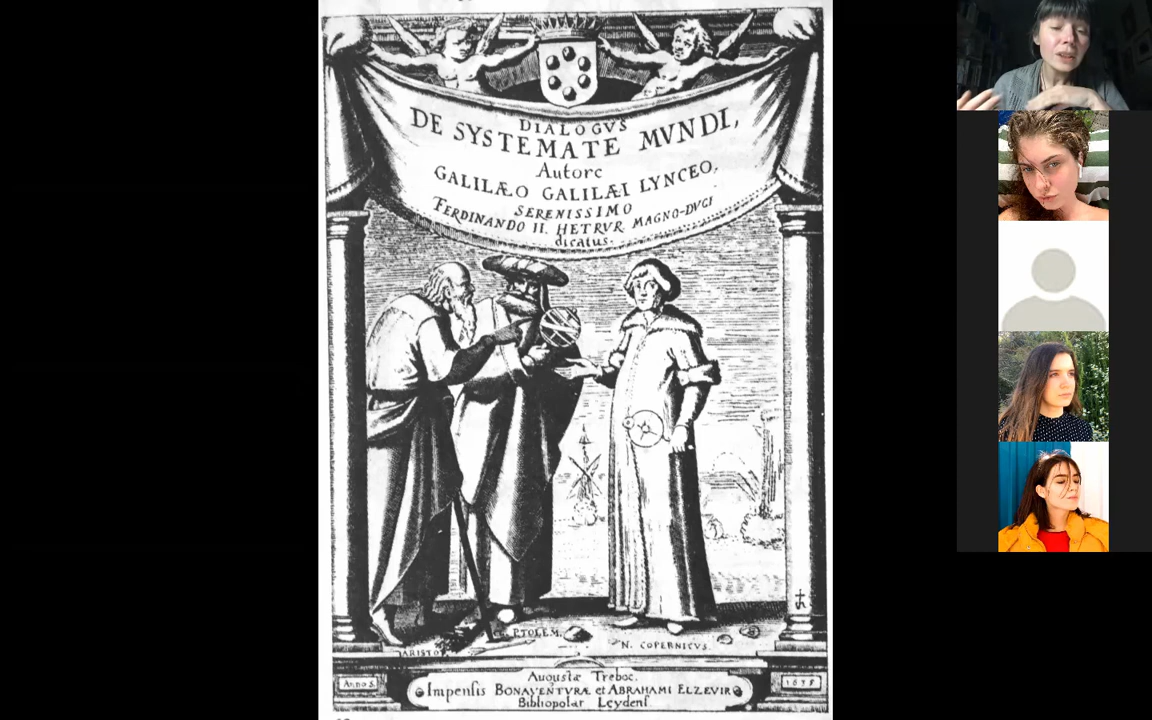 DIALOGVS
DE SYSTEMATE MVNDI,
Autore
GALILÆO GALILÆI LYNCEO,
SERENISSIMO
FERDINANDO II. HETRVR. MAGNO-DVCI
dicatus.
ARISTOT. PTOLEM. N. COPERNICVS.
Augustæ Treboc.
Anno S. Impensis BONAVENTVRÆ et ABRAHAMI ELZEVIR 1635
Bibliopolar. Leydens.